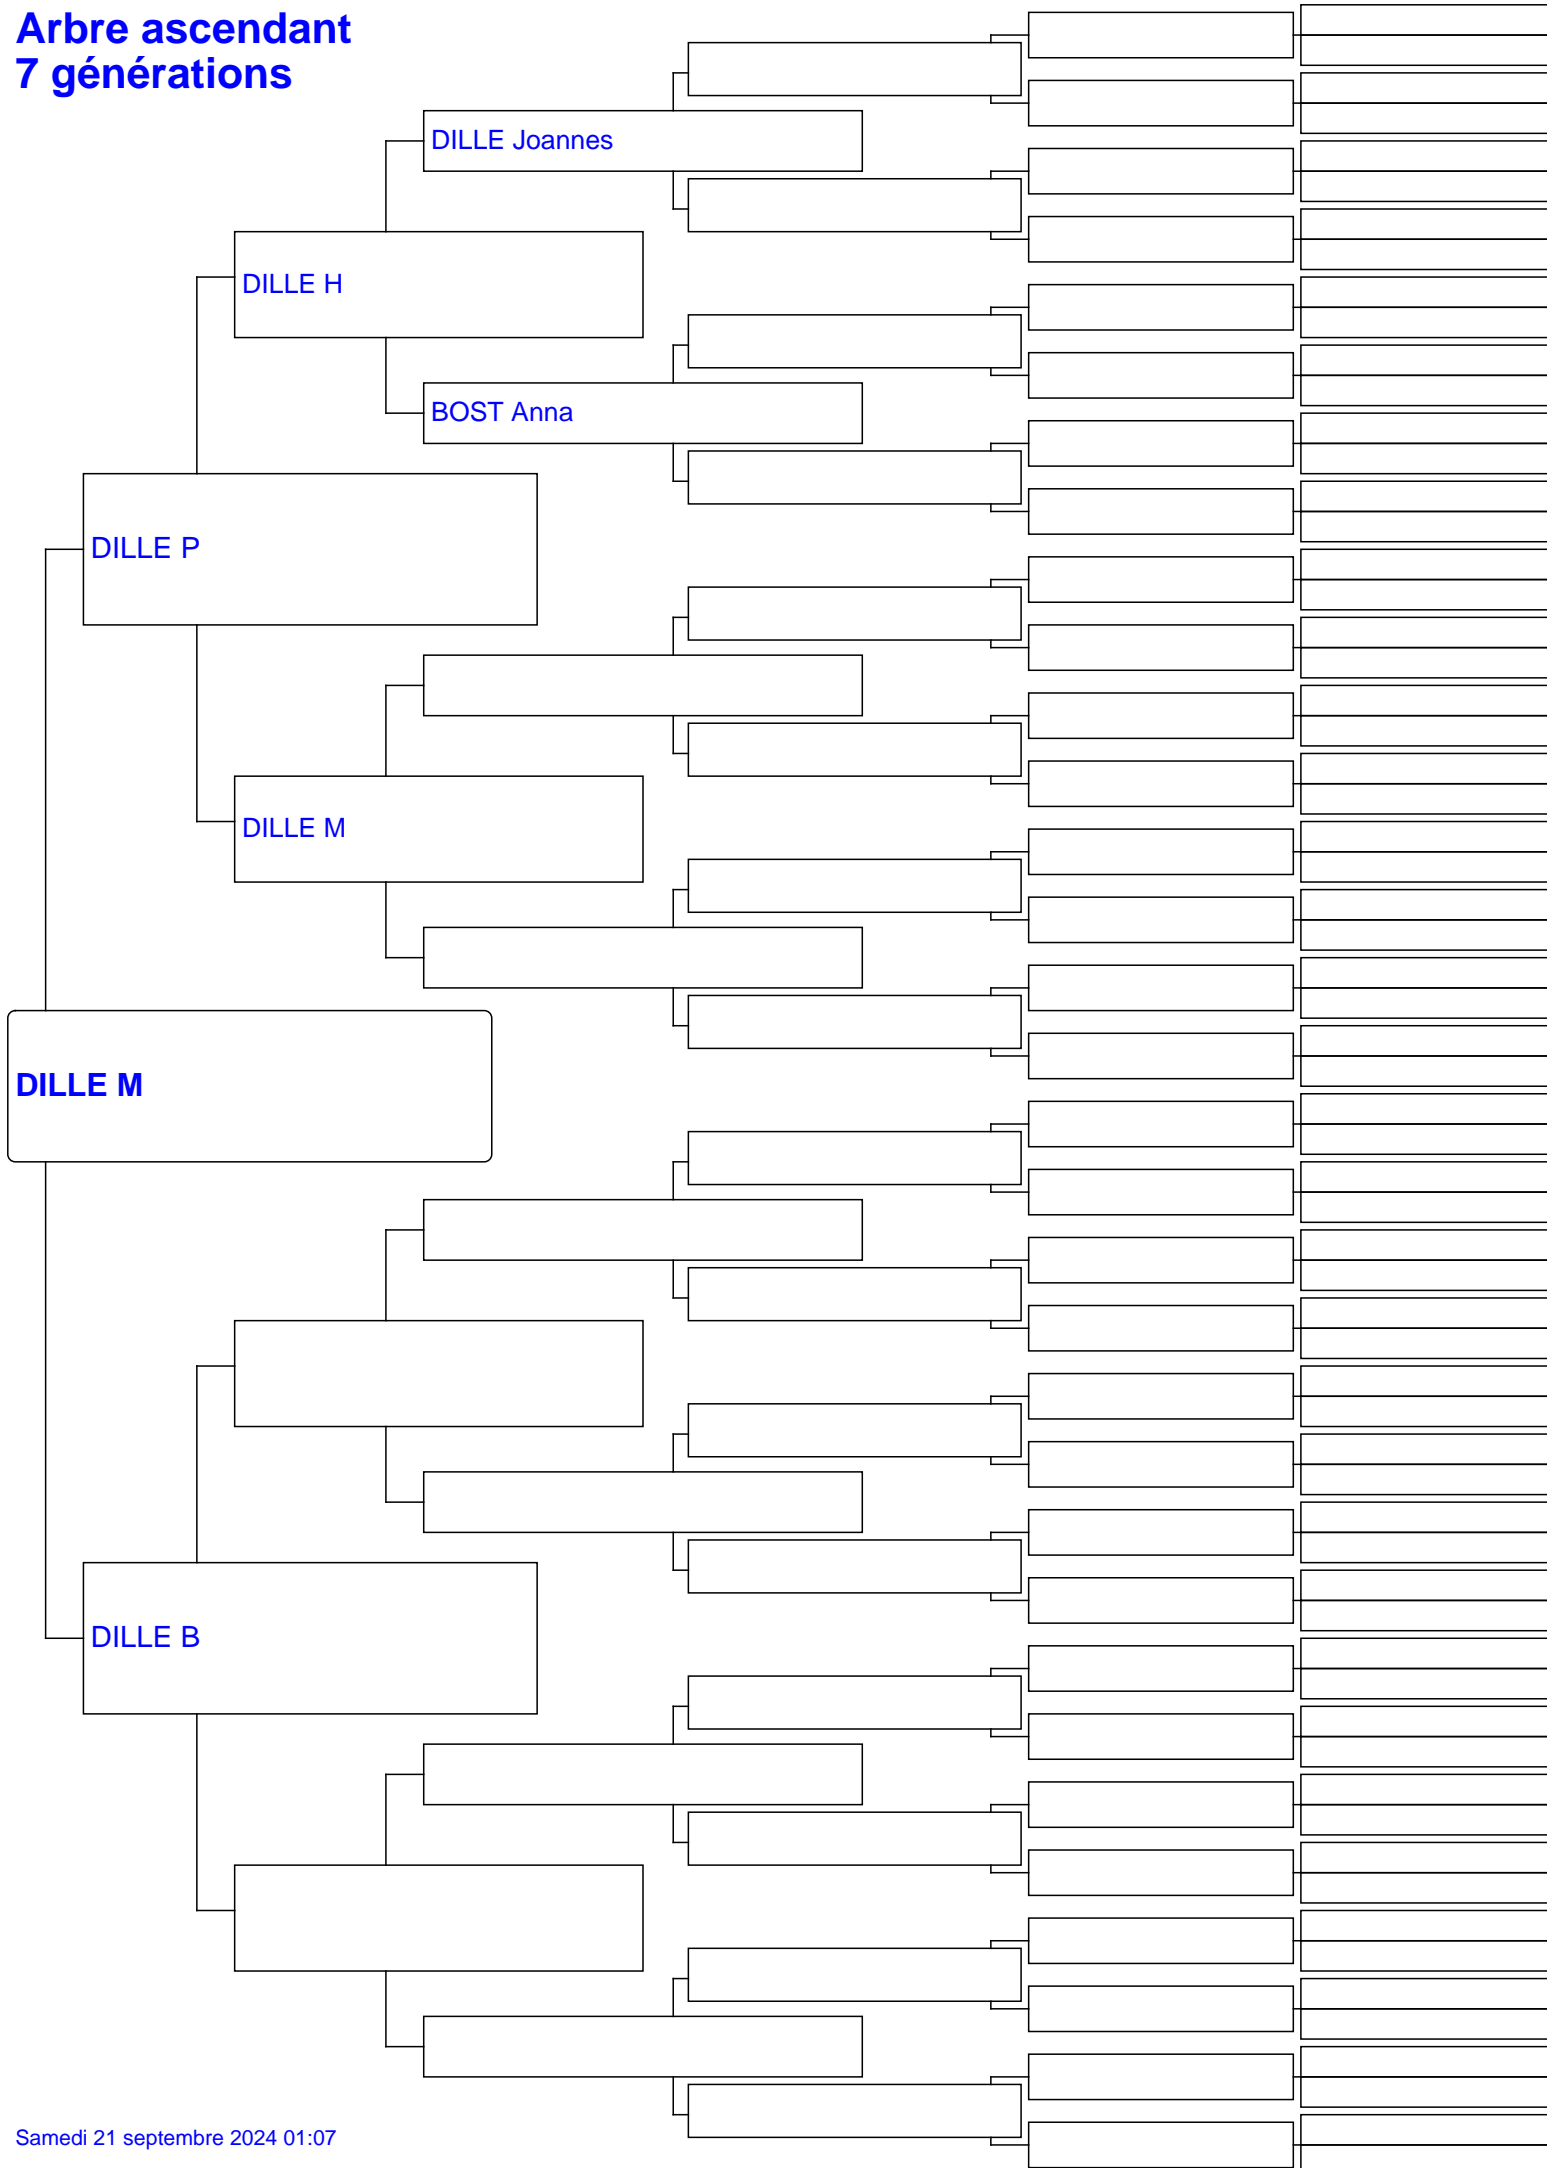 Arbre ascendant
7 générations
DILLE Joannes
DILLE H
BOST Anna
DILLE P
DILLE M
DILLE M
DILLE B
Samedi 21 septembre 2024 01:07